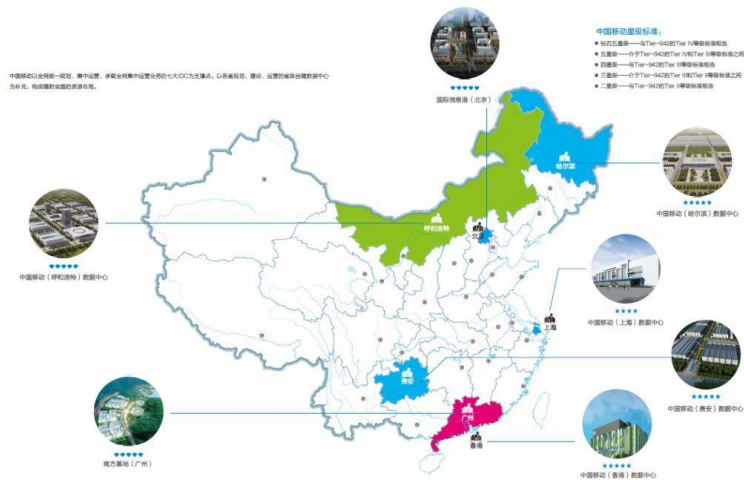 中国移动以全网统一规划、集中运营、承载全网集中运营业务的七大IDC为支撑点，以各省规划、建设、运营的省级自建数据中心
为补充，构成辐射全国的资源布局。
中国移动星级标准：
钻石五星级——与Tier-942的Tier IV等级标准相当
五星级——介于Tier-942的Tier IV和Tier III等级标准之间
四星级——与Tier-942的Tier III等级标准相当
三星级——介于Tier-942的Tier III和Tier II等级标准之间
二星级——与Tier-942的Tier II等级标准相当
国际信息港（北京）
哈尔滨
中国移动（哈尔滨）数据中心
呼和浩特
北京
中国移动（呼和浩特）数据中心
上海
中国移动（上海）数据中心
贵安
中国移动（贵安）数据中心
广州
香港
南方基地（广州）
中国移动（香港）数据中心